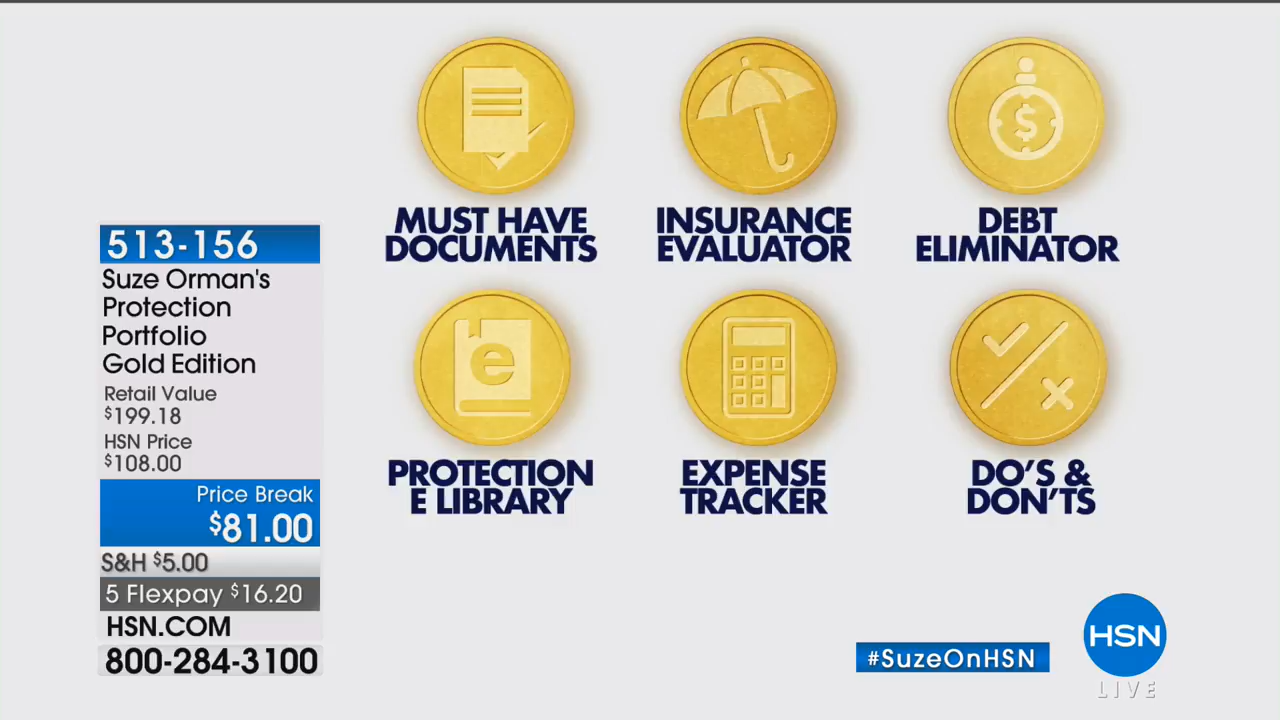 MUST HAVE
DOCUMENTS
INSURANCE
EVALUATOR
$
DEBT
ELIMINATOR
e
PROTECTION
E LIBRARY
EXPENSE
TRACKER
DO'S &
DON'TS
513-156
Suze Orman's
Protection
Portfolio
Gold Edition
Retail Value
$199.18
HSN Price
$108.00
Price Break
$81.00
S&H $5.00
5 Flexpay $16.20
HSN.COM
800-284-3100
#SuzeOnHSN
HSN
LIVE